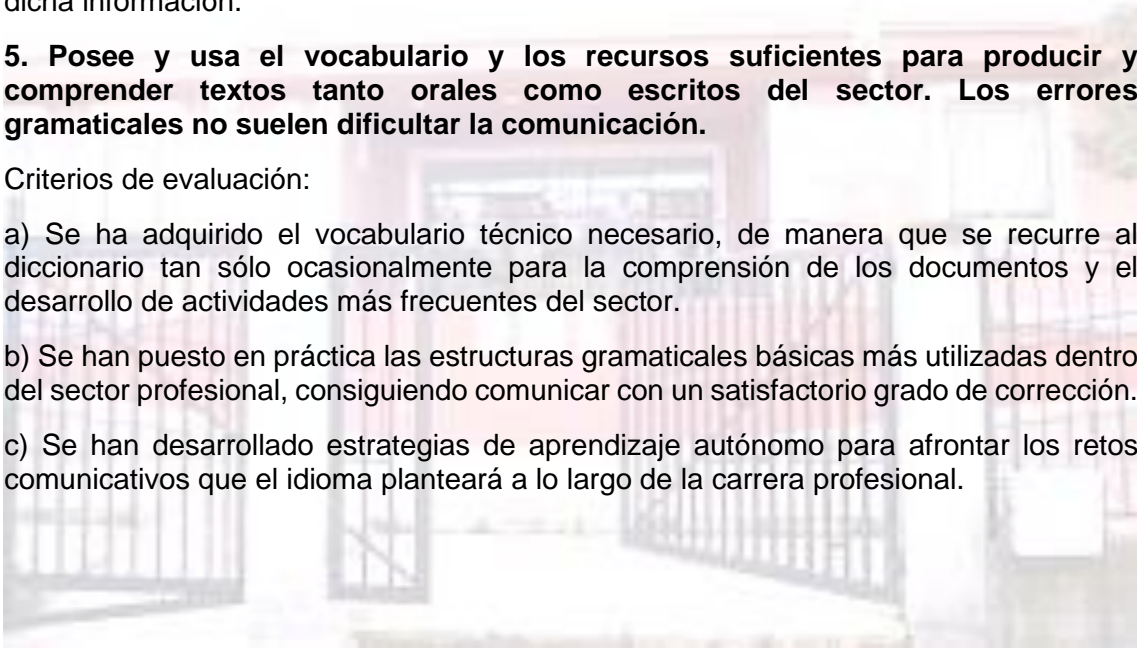 dicha información.
5. Posee y usa el vocabulario y los recursos suficientes para producir y
comprender textos tanto orales como escritos del sector. Los errores
gramaticales no suelen dificultar la comunicación.
Criterios de evaluación:
a) Se ha adquirido el vocabulario técnico necesario, de manera que se recurre al
diccionario tan sólo ocasionalmente para la comprensión de los documentos y el
desarrollo de actividades más frecuentes del sector.
b) Se han puesto en práctica las estructuras gramaticales básicas más utilizadas dentro
del sector profesional, consiguiendo comunicar con un satisfactorio grado de corrección.
c) Se han desarrollado estrategias de aprendizaje autónomo para afrontar los retos
comunicativos que el idioma planteará a lo largo de la carrera profesional.